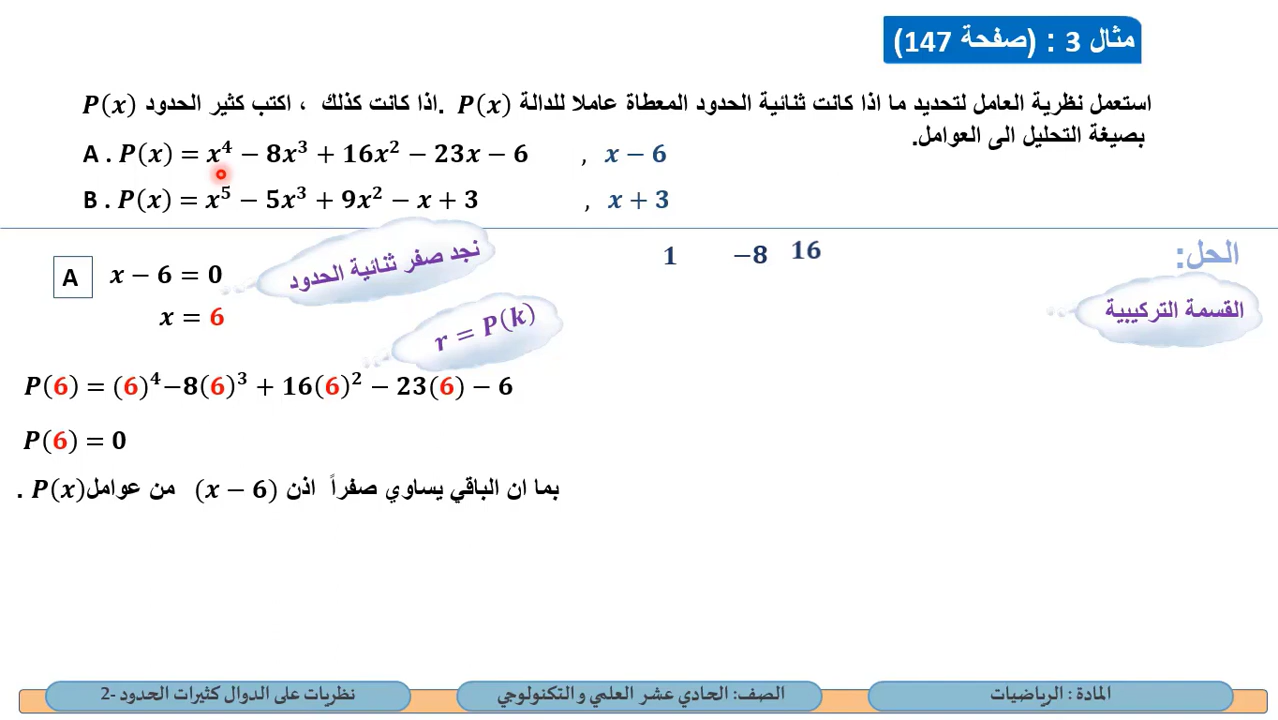 مثال 3 : (صفحة 147)
استعمل نظرية العامل لتحديد ما اذا كانت ثنائية الحدود المعطاة عاملا للدالة P(x) .اذا كانت كذلك ، اكتب كثير الحدود P(x)
بصيغة التحليل الى العوامل.
A . P(x) = x⁴ − 8x³ + 16x² − 23x − 6 , x − 6
B . P(x) = x⁵ − 5x³ + 9x² − x + 3 , x + 3
الحل:
القسمة التركيبية
1 −8 16
نجد صفر ثنائية الحدود
A x − 6 = 0
x = 6
r = P(k)
P(6) = (6)⁴−8(6)³ + 16(6)² − 23(6) − 6
P(6) = 0
بما ان الباقي يساوي صفراً اذن (x − 6) من عوامل P(x) .
المادة : الرياضيات
الصف: الحادي عشر العلمي والتكنولوجي
نظريات على الدوال كثيرات الحدود -2